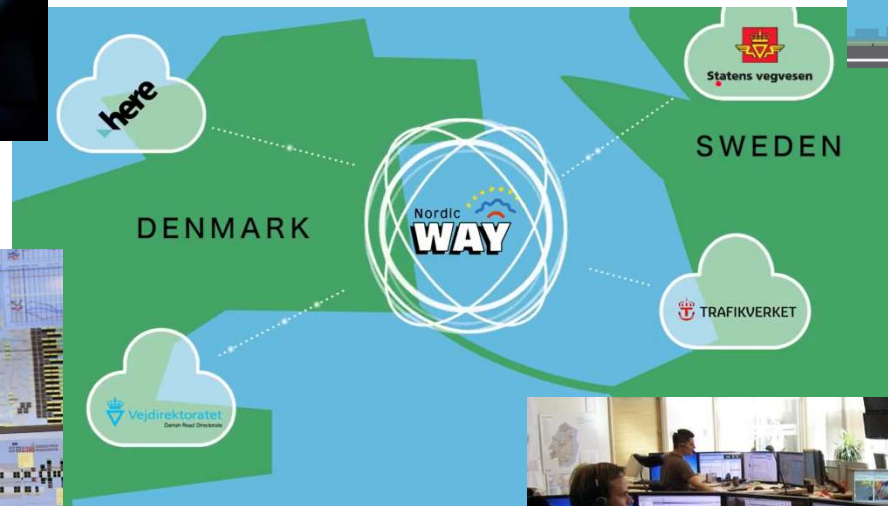 here
Statens vegvesen
SWEDEN
DENMARK
Nordic
WAY
TRAFIKVERKET
Vejdirektoratet
Danish Road Directorate